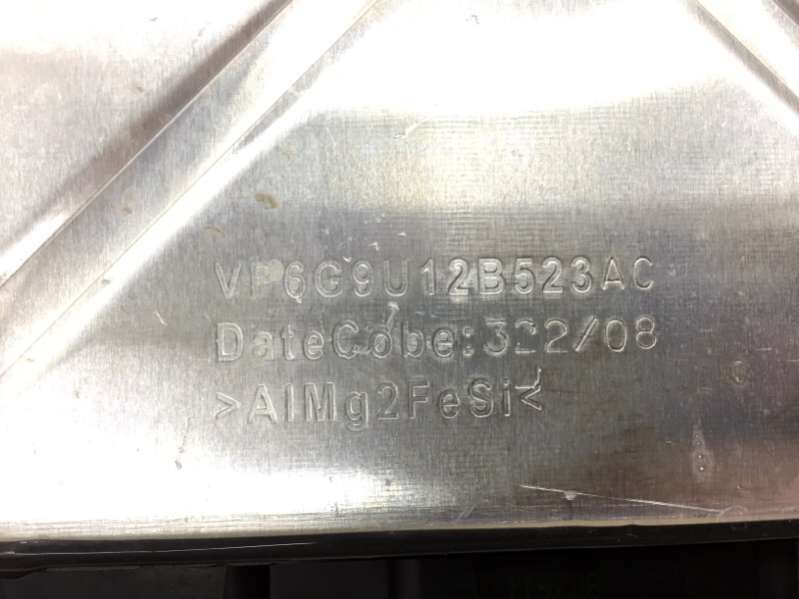 VP6G9U12B523AC
DateCobe: 322/08
>AlMg2FeSi<